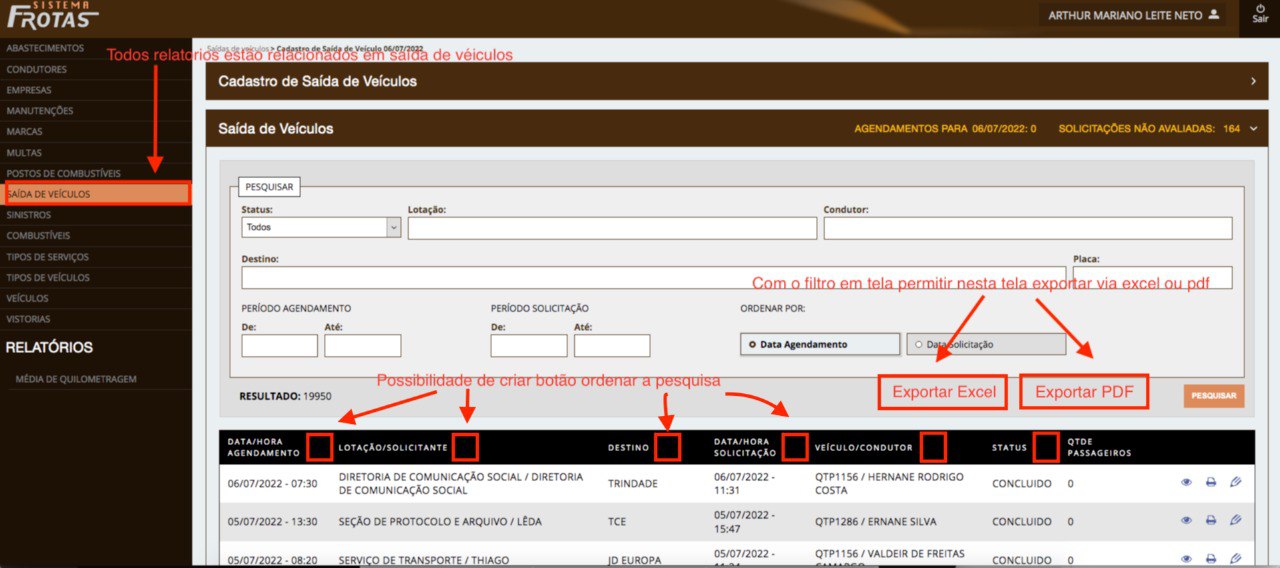 SISTEMA
FROTAS
ARTHUR MARIANO LEITE NETO
Sair
ABASTECIMENTOS
Saídas de veículos > Cadastro de Saída de Veículo 06/07/2022
Todos relatorios estão relacionados em saída de véiculos
CONDUTORES
EMPRESAS
MANUTENÇÕES
MARCAS
MULTAS
POSTOS DE COMBUSTÍVEIS
SAÍDA DE VEÍCULOS
SINISTROS
COMBUSTÍVEIS
TIPOS DE SERVIÇOS
TIPOS DE VEÍCULOS
VEÍCULOS
VISTORIAS
RELATÓRIOS
MÉDIA DE QUILOMETRAGEM
Cadastro de Saída de Veículos
Saída de Veículos
AGENDAMENTOS PARA 06/07/2022: 0 SOLICITAÇÕES NÃO AVALIADAS: 164
PESQUISAR
Status: Lotação: Condutor:
Todos
Destino: Placa:
Com o filtro em tela permitir nesta tela exportar via excel ou pdf
PERÍODO AGENDAMENTO PERÍODO SOLICITAÇÃO ORDENAR POR:
De: Até: De: Até:
Data Agendamento Data Solicitação
Possibilidade de criar botão ordenar a pesquisa
RESULTADO: 19950
Exportar Excel Exportar PDF PESQUISAR
DATA/HORA AGENDAMENTO LOTAÇÃO/SOLICITANTE DESTINO DATA/HORA SOLICITAÇÃO VEÍCULO/CONDUTOR STATUS QTDE PASSAGEIROS
06/07/2022 - 07:30 DIRETORIA DE COMUNICAÇÃO SOCIAL / DIRETORIA DE COMUNICAÇÃO SOCIAL TRINDADE 06/07/2022 - 11:31 QTP1156 / HERNANE RODRIGO COSTA CONCLUIDO 0
05/07/2022 - 13:30 SEÇÃO DE PROTOCOLO E ARQUIVO / LÊDA TCE 05/07/2022 - 15:47 QTP1286 / ERNANE SILVA CONCLUIDO 0
05/07/2022 - 08:20 SERVIÇO DE TRANSPORTE / THIAGO JD EUROPA 05/07/2022 - QTP1156 / VALDEIR DE FREITAS CONCLUIDO 0